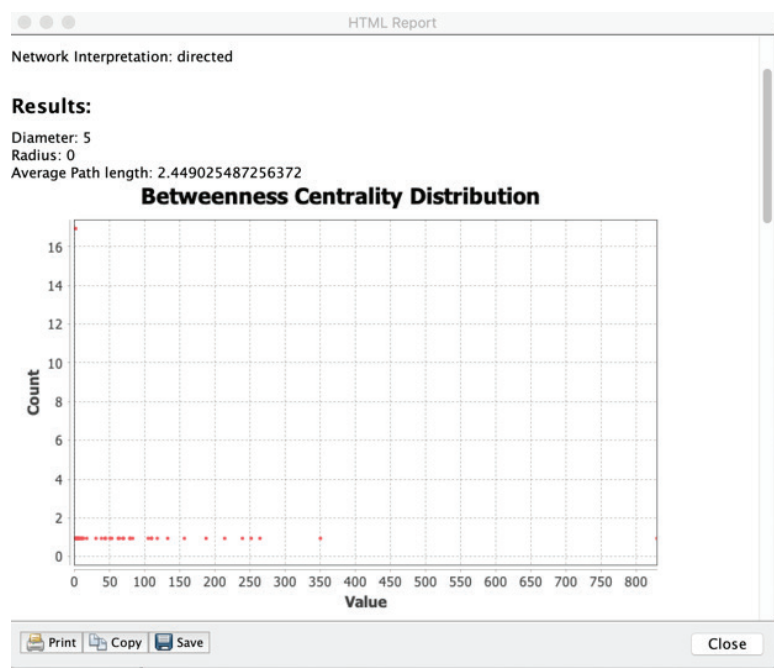 HTML Report
Network Interpretation: directed
Results:
Diameter: 5
Radius: 0
Average Path length: 2.449025487256372
Betweenness Centrality Distribution
16
14
12
10
8
6
4
2
0
Count
0 50 100 150 200 250 300 350 400 450 500 550 600 650 700 750 800
Value
Print Copy Save Close